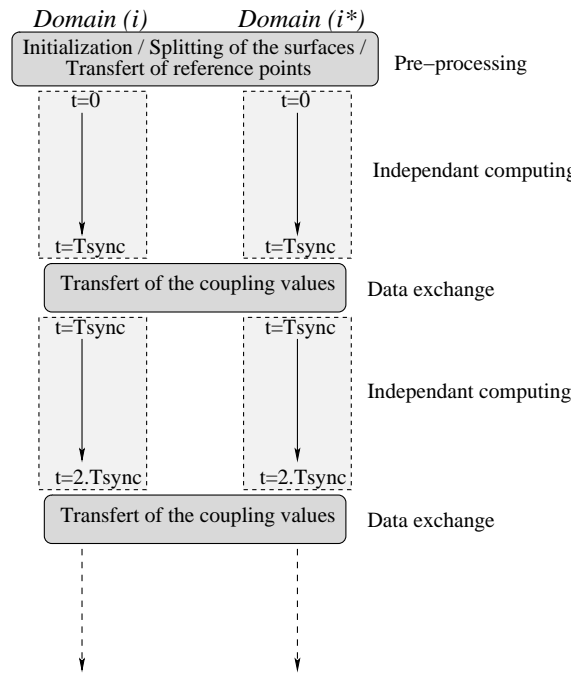 Domain (i) Domain (i*)
Initialization / Splitting of the surfaces /
Transfert of reference points
Pre−processing
t=0 t=0
Independant computing
t=Tsync t=Tsync
Transfert of the coupling values
Data exchange
t=Tsync t=Tsync
Independant computing
t=2.Tsync t=2.Tsync
Transfert of the coupling values
Data exchange